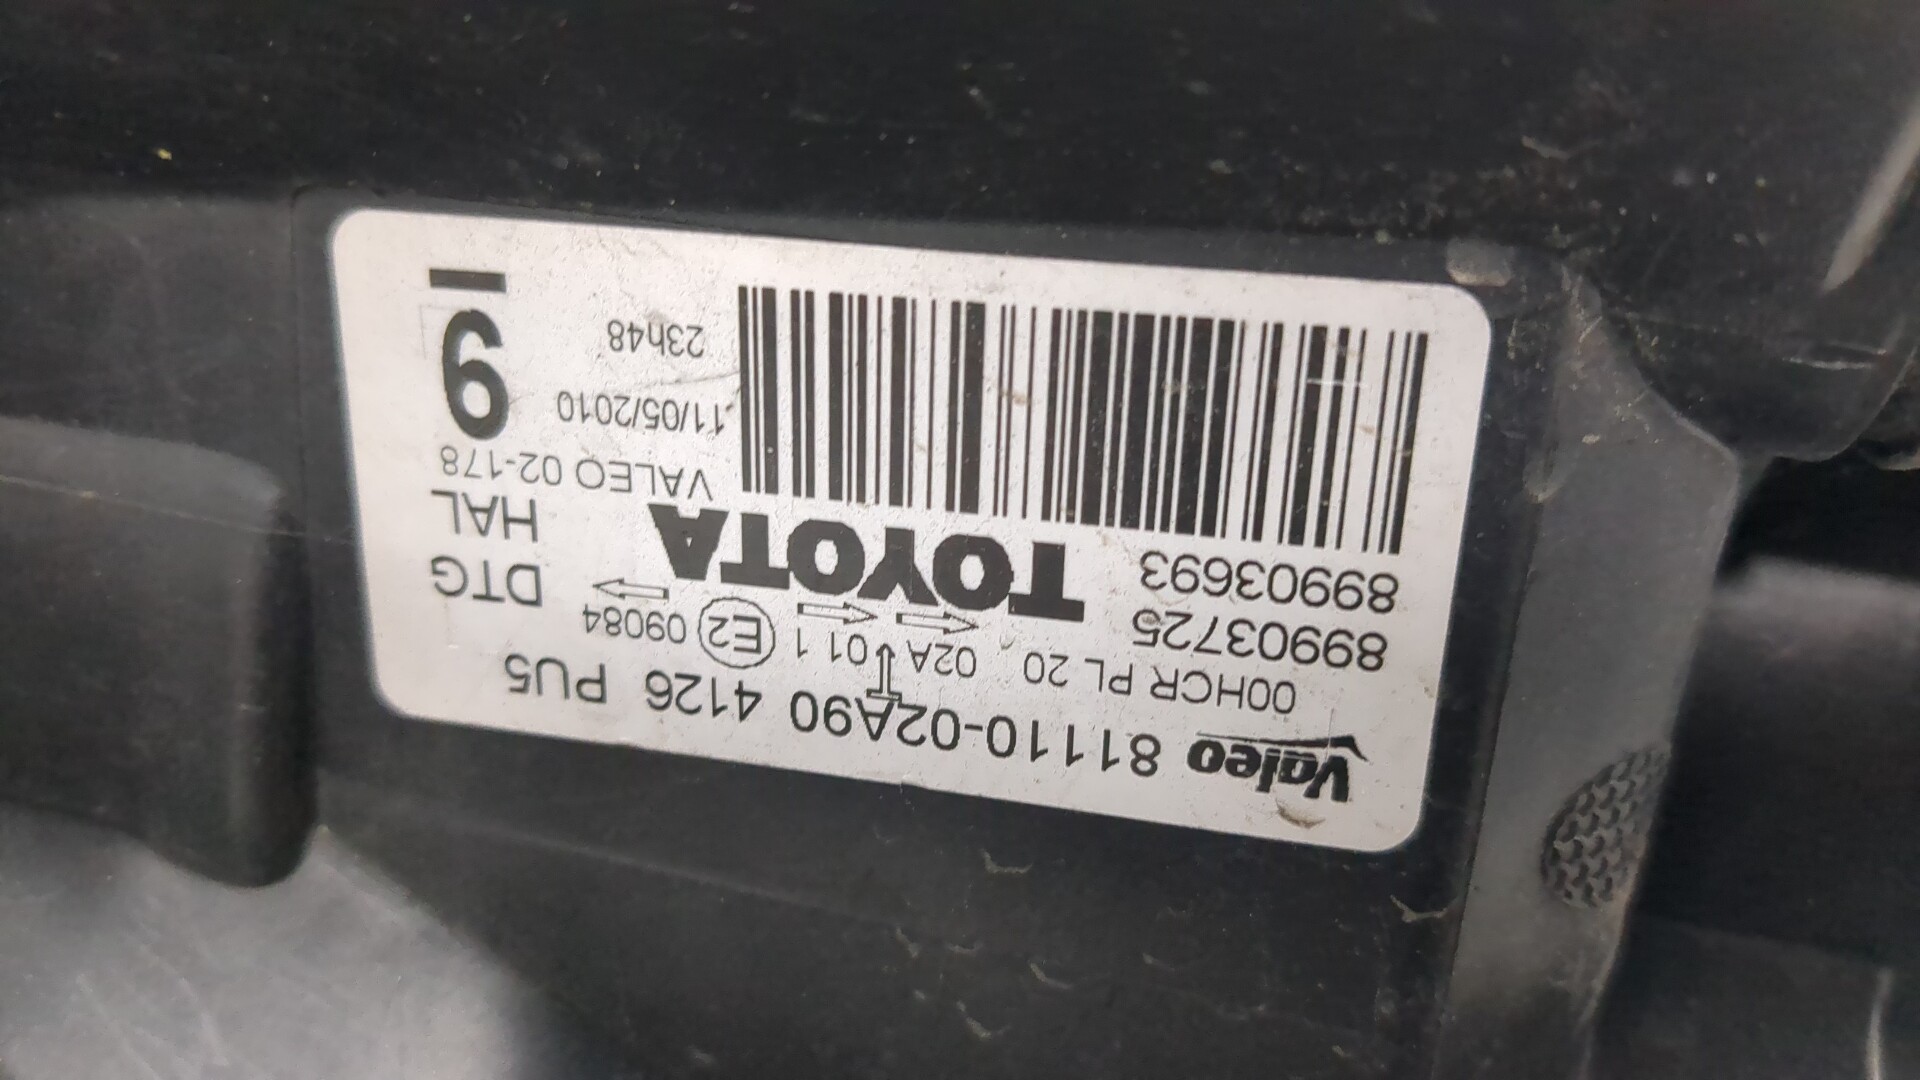 Valeo 81110-02A90 4126 PU5
00HCR PL 20 02A 01 1 E2 09084
89903725 DTG
89903693 TOYOTA HAL
VALEO 02-178
11/05/2010
23h48
6